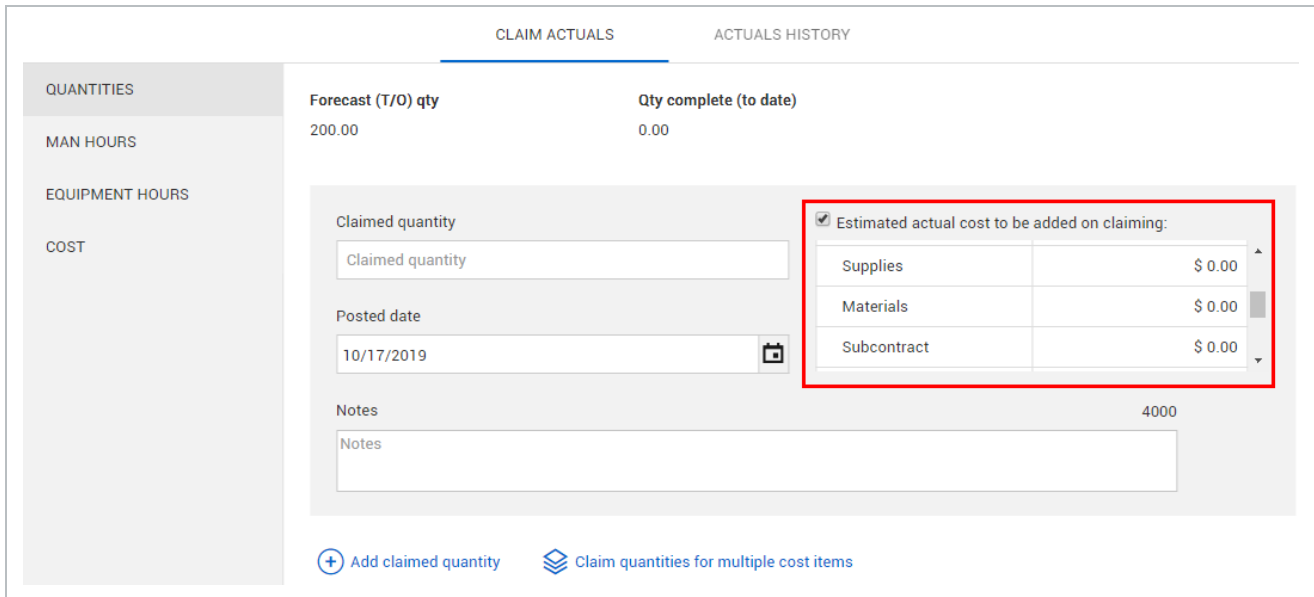 CLAIM ACTUALS ACTUALS HISTORY
QUANTITIES
MAN HOURS
EQUIPMENT HOURS
COST
Forecast (T/O) qty Qty complete (to date)
200.00 0.00
Claimed quantity
Claimed quantity
Posted date
10/17/2019
Estimated actual cost to be added on claiming:
Supplies $ 0.00
Materials $ 0.00
Subcontract $ 0.00
Notes 4000
Notes
Add claimed quantity Claim quantities for multiple cost items